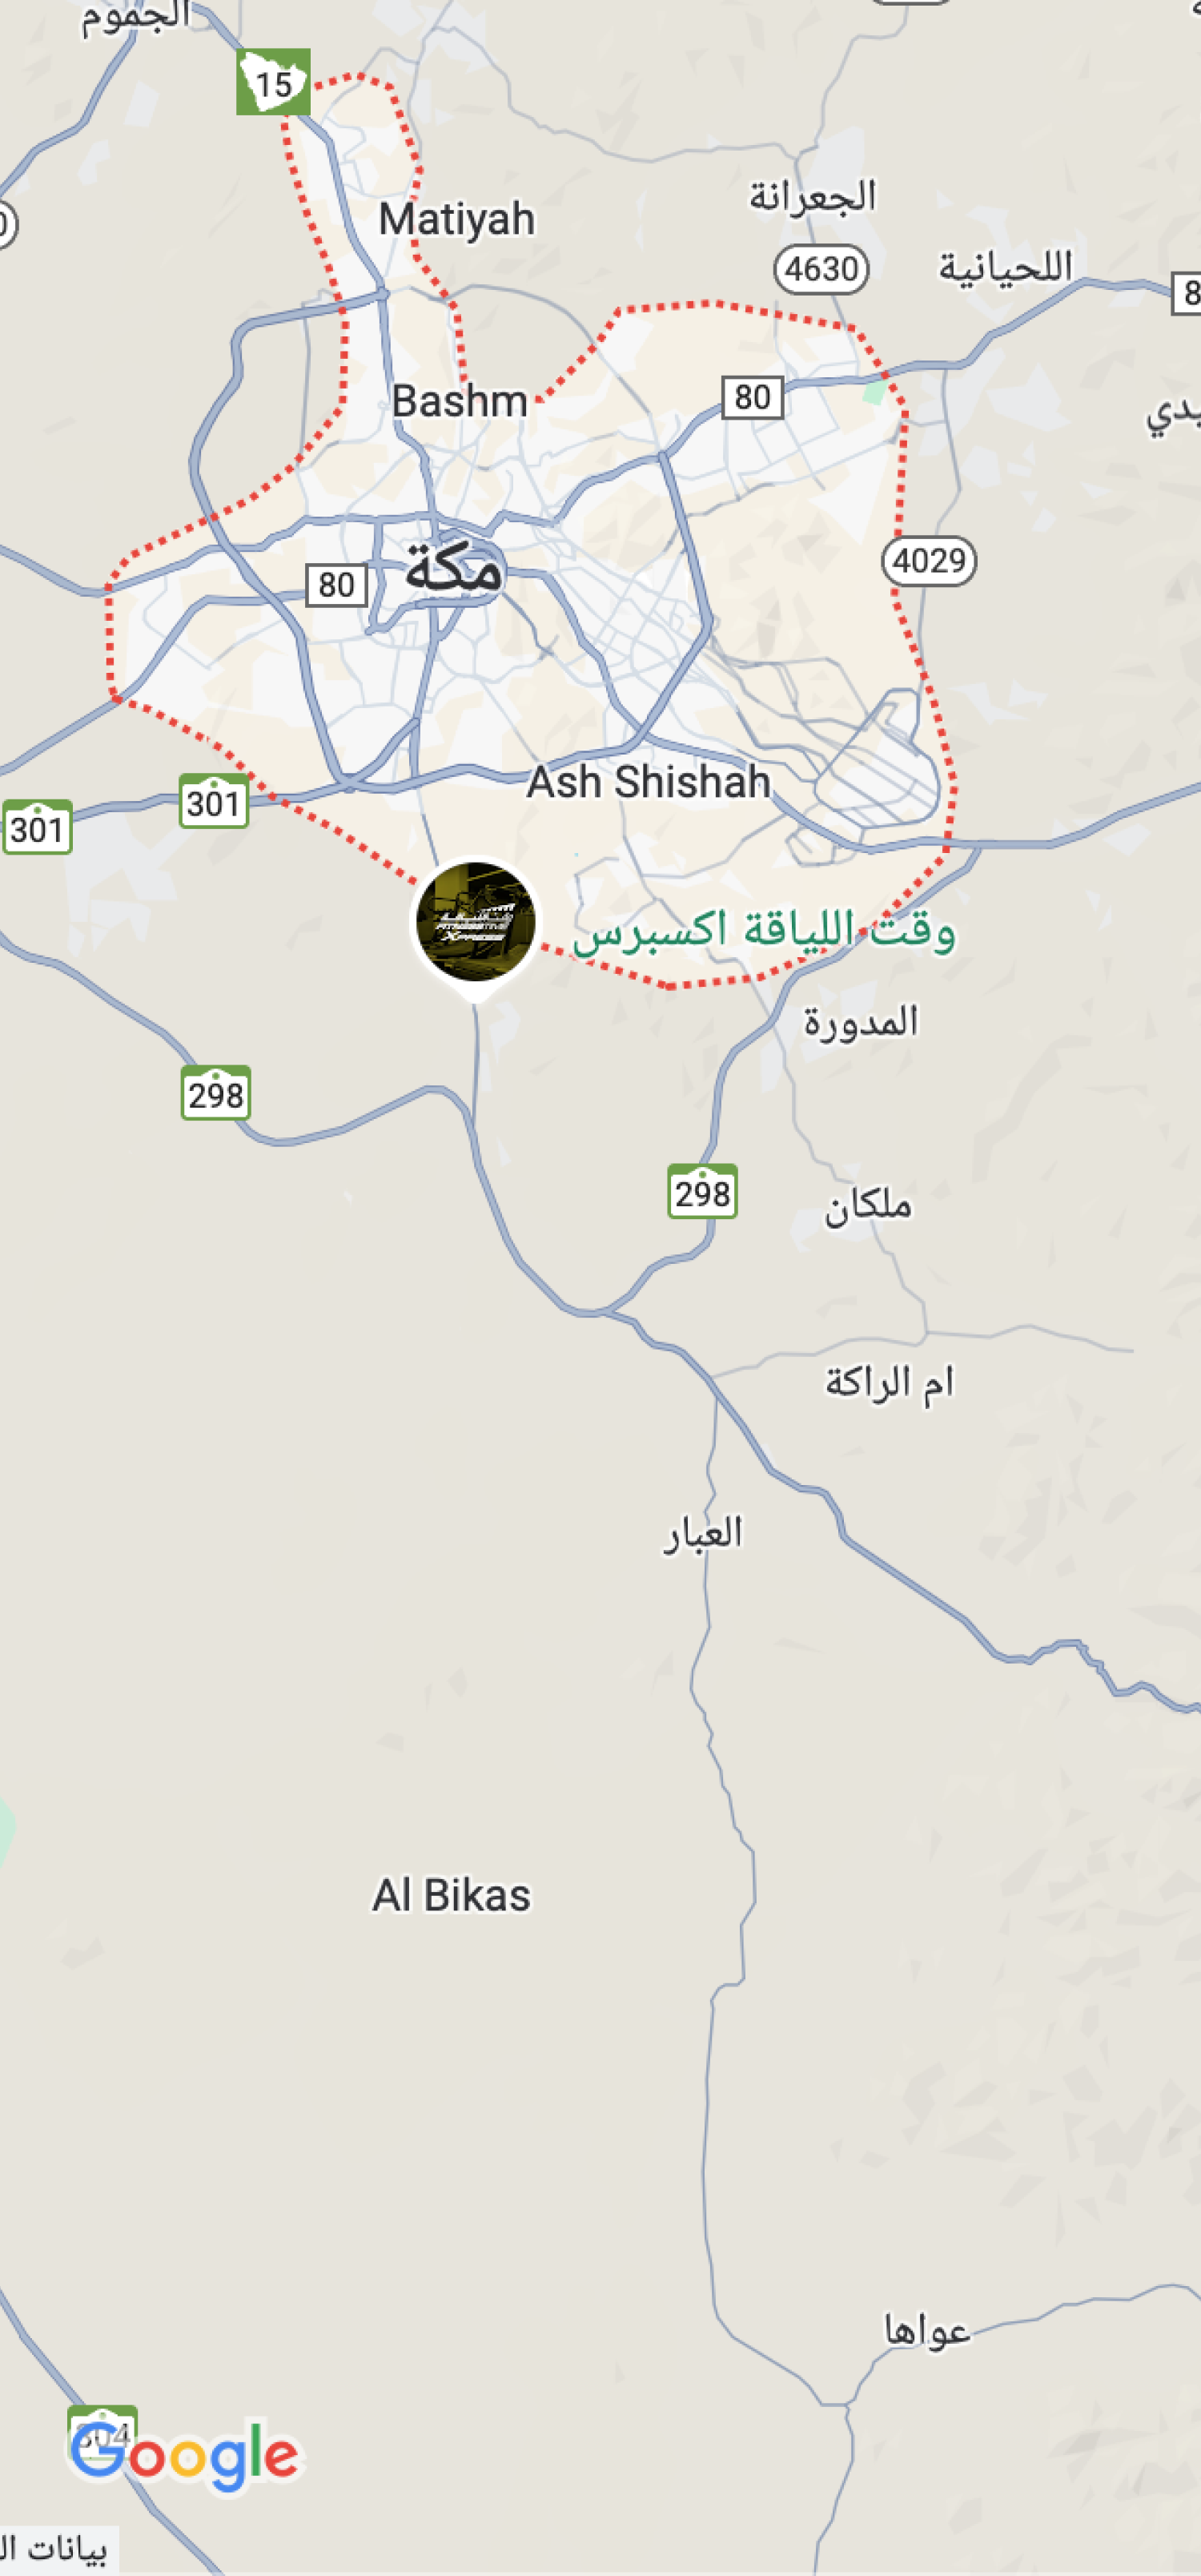 الجموم
15
Matiyah
الجعرانة
4630
اللحيانية
Bashm
80
مكة
80
4029
Ash Shishah
301
301
وقت اللياقة اكسبرس
المدورة
298
298
ملكان
ام الراكة
العبار
Al Bikas
عواها
304
Google
بيانات